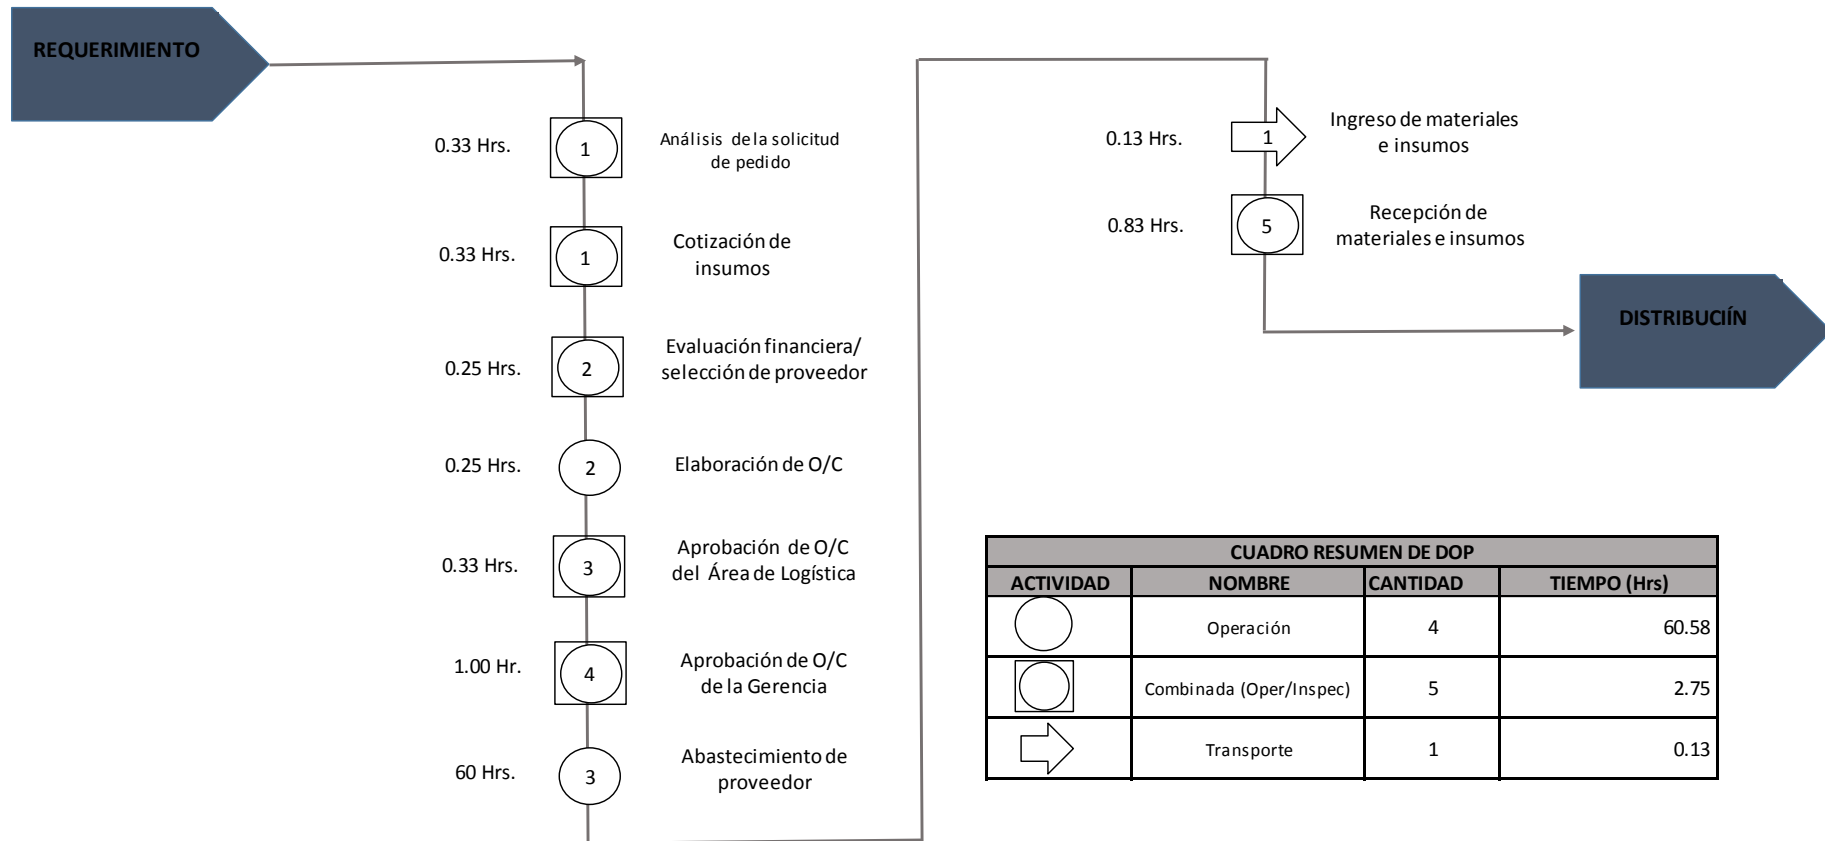 REQUERIMIENTO
0.33 Hrs.
1
Análisis de la solicitud
de pedido
0.33 Hrs.
1
Cotización de
insumos
0.25 Hrs.
2
Evaluación financiera/
selección de proveedor
0.25 Hrs.
2
Elaboración de O/C
0.33 Hrs.
3
Aprobación de O/C
del Área de Logística
1.00 Hr.
4
Aprobación de O/C
de la Gerencia
60 Hrs.
3
Abastecimiento de
proveedor
0.13 Hrs.
1
Ingreso de materiales
e insumos
0.83 Hrs.
5
Recepción de
materiales e insumos
DISTRIBUCIÍN
CUADRO RESUMEN DE DOP
ACTIVIDAD NOMBRE CANTIDAD TIEMPO (Hrs)
Operación 4 60.58
Combinada (Oper/Inspec) 5 2.75
Transporte 1 0.13